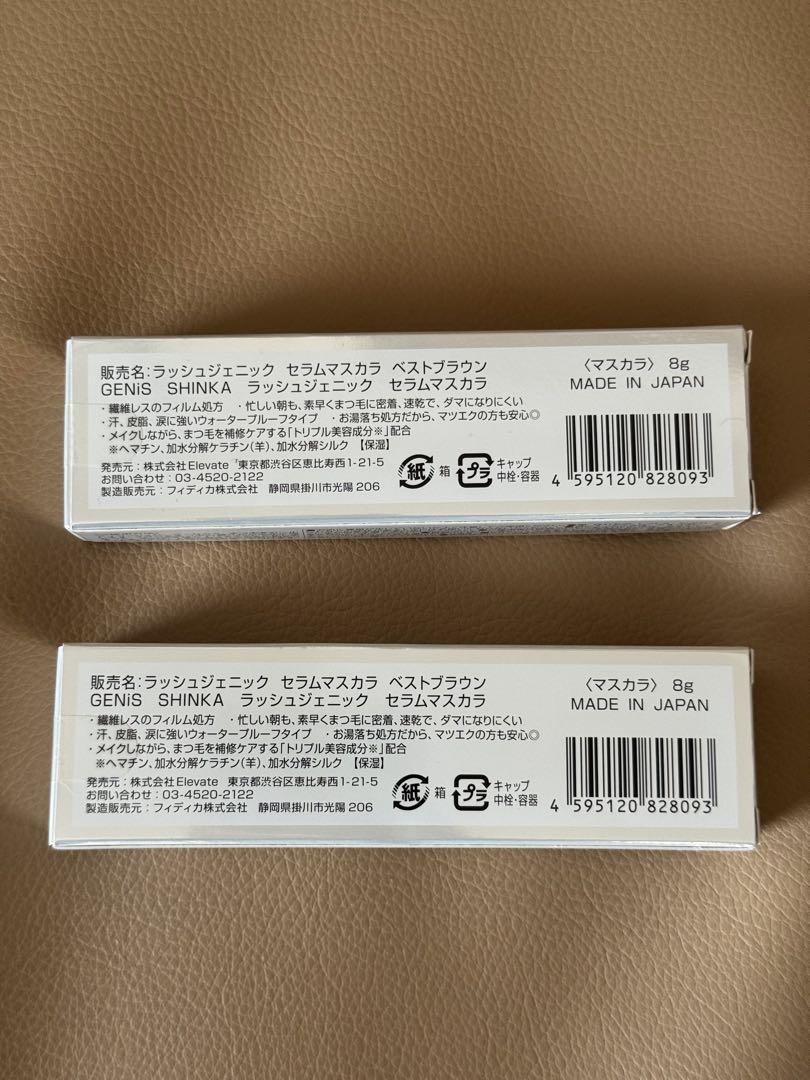 販売名:ラッシュジェニック セラムマスカラ ベストブラウン
GENiS SHINKA ラッシュジェニック セラムマスカラ
・繊維レスのフィルム処方 ・忙しい朝も、素早くまつ毛に密着、速乾で、ダマになりにくい
・汗、皮脂、涙に強いウォータープルーフタイプ ・お湯落ち処方だから、マツエクの方も安心◎
・メイクしながら、まつ毛を補修ケアする「トリプル美容成分※」配合
※ヘマチン、加水分解ケラチン(羊)、加水分解シルク 【保湿】
発売元:株式会社Elevate 東京都渋谷区恵比寿西1-21-5
お問い合わせ:03-4520-2122
製造販売元:フィディカ株式会社 静岡県掛川市光陽 206
紙 箱
プラ キャップ
中栓・容器
〈マスカラ〉 8g
MADE IN JAPAN
4 595120 828093
販売名:ラッシュジェニック セラムマスカラ ベストブラウン
GENiS SHINKA ラッシュジェニック セラムマスカラ
・繊維レスのフィルム処方 ・忙しい朝も、素早くまつ毛に密着、速乾で、ダマになりにくい
・汗、皮脂、涙に強いウォータープルーフタイプ ・お湯落ち処方だから、マツエクの方も安心◎
・メイクしながら、まつ毛を補修ケアする「トリプル美容成分※」配合
※ヘマチン、加水分解ケラチン(羊)、加水分解シルク 【保湿】
発売元:株式会社Elevate 東京都渋谷区恵比寿西1-21-5
お問い合わせ:03-4520-2122
製造販売元:フィディカ株式会社 静岡県掛川市光陽 206
紙 箱
プラ キャップ
中栓・容器
〈マスカラ〉 8g
MADE IN JAPAN
4 595120 828093